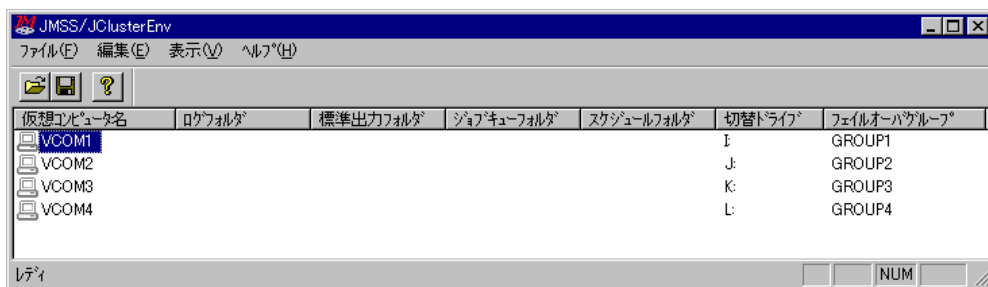 JMSS/JClusterEnv
ファイル(F) 編集(E) 表示(V) ヘルプ(H)
仮想コンピュータ名 ログフォルダ 標準出力フォルダ ジョブキューフォルダ スケジュールフォルダ 切替ドライブ フェイルオーバグループ
VCOM1 I: GROUP1
VCOM2 J: GROUP2
VCOM3 K: GROUP3
VCOM4 L: GROUP4
レディ NUM